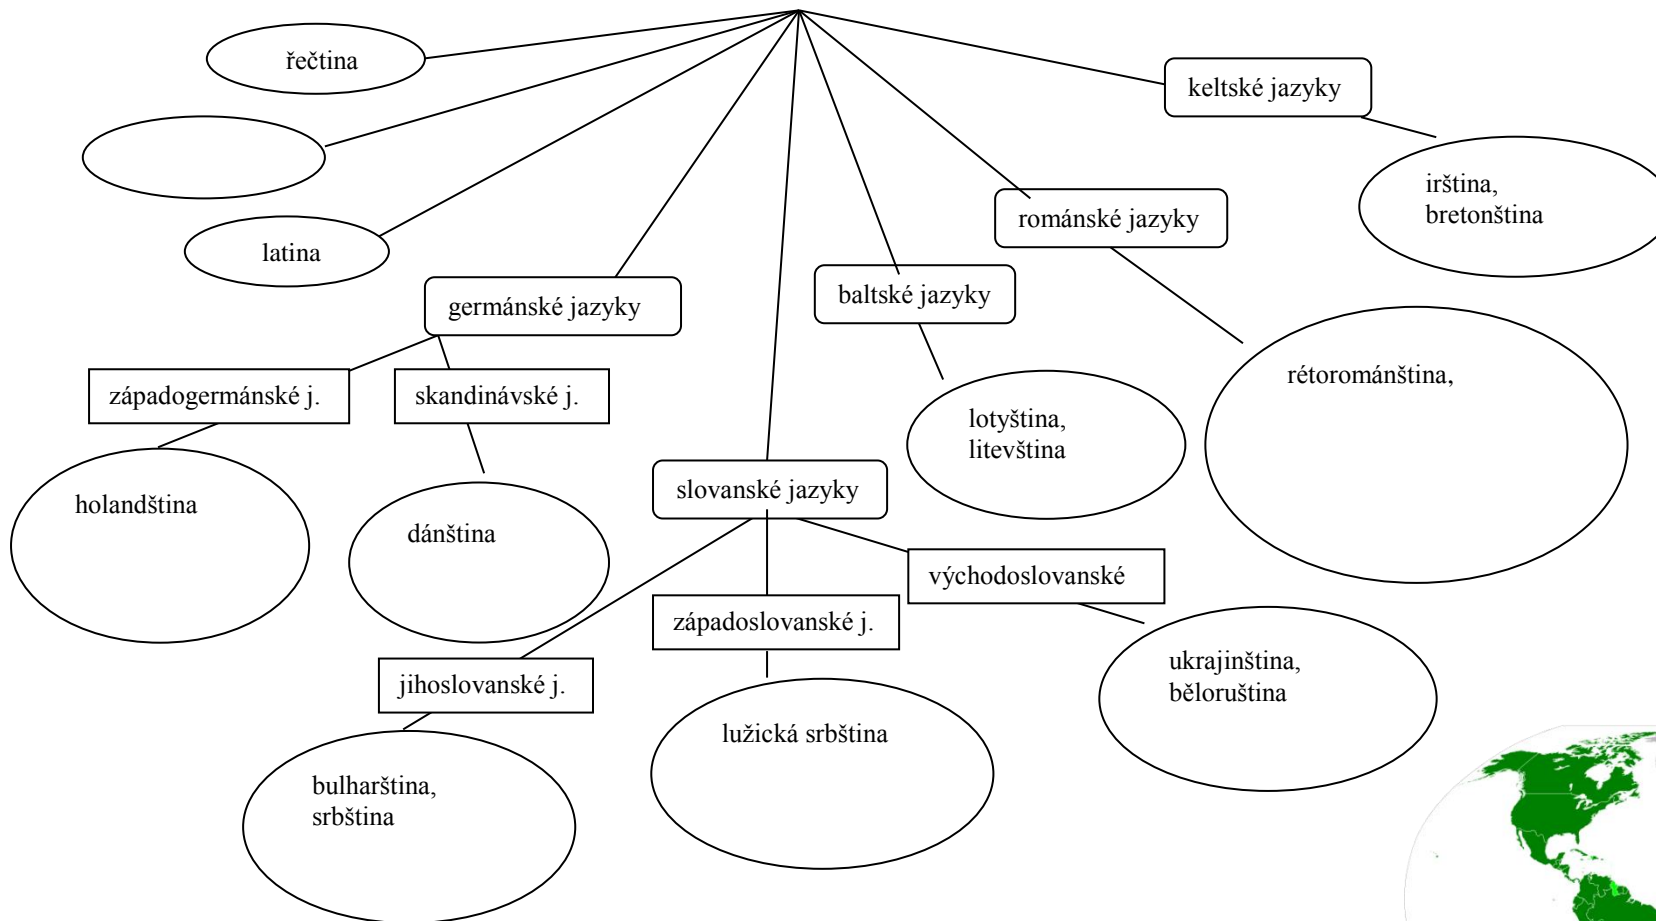 řečtina
keltské jazyky
irština,
bretonština
románské jazyky
latina
baltské jazyky
germánské jazyky
rétorománština,
západogermánské j.
skandinávské j.
lotyština,
litevština
slovanské jazyky
holandština
dánština
východoslovanské
západoslovanské j.
ukrajinština,
běloruština
jihoslovanské j.
lužická srbština
bulharština,
srbština